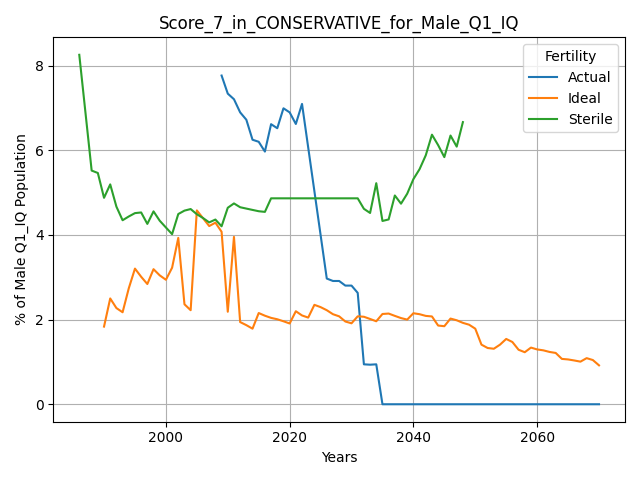 Score_7_in_CONSERVATIVE_for_Male_Q1_IQ
Fertility
Actual
Ideal
Sterile
% of Male Q1_IQ Population
8
6
4
2
0
2000
2020
2040
2060
Years